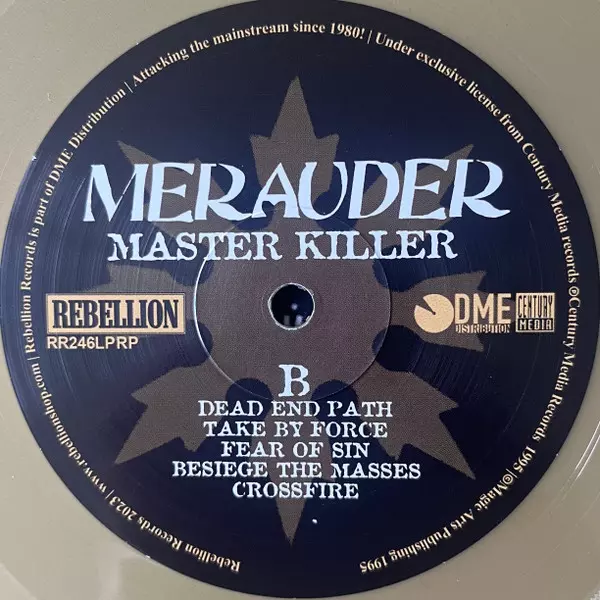 MERAUDER
MASTER KILLER
REBELLION
RR246LPRP
DME
DISTRIBUTION
CENTURY
MEDIA
B
DEAD END PATH
TAKE BY FORCE
FEAR OF SIN
BESIEGE THE MASSES
CROSSFIRE
Rebellion Records 2023 | www.rebellionshop.com | Rebellion Records is part of DME Distribution | Attacking the mainstream since 1980! | Under exclusive license from Century Media records ℗Century Media Records 1995 |©Magic Arts Publishing 1995